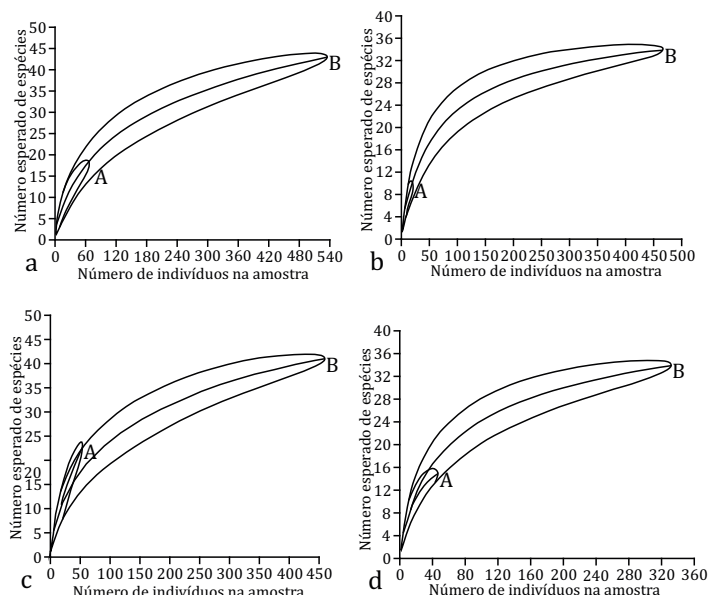 Número esperado de espécies
50
45
40
35
30
25
20
15
10
5
0
B
A
0 60 120 180 240 300 360 420 480 540
a
Número de indivíduos na amostra
Número esperado de espécies
40
36
32
28
24
20
16
12
8
4
0
B
A
0 50 100 150 200 250 300 350 400 450 500
b
Número de indivíduos na amostra
Número esperado de espécies
50
45
40
35
30
25
20
15
10
5
0
B
A
0 50 100 150 200 250 300 350 400 450
c
Número de indivíduos na amostra
Número esperado de espécies
40
36
32
28
24
20
16
12
8
4
0
B
A
0 40 80 120 160 200 240 280 320 360
d
Número de indivíduos na amostra